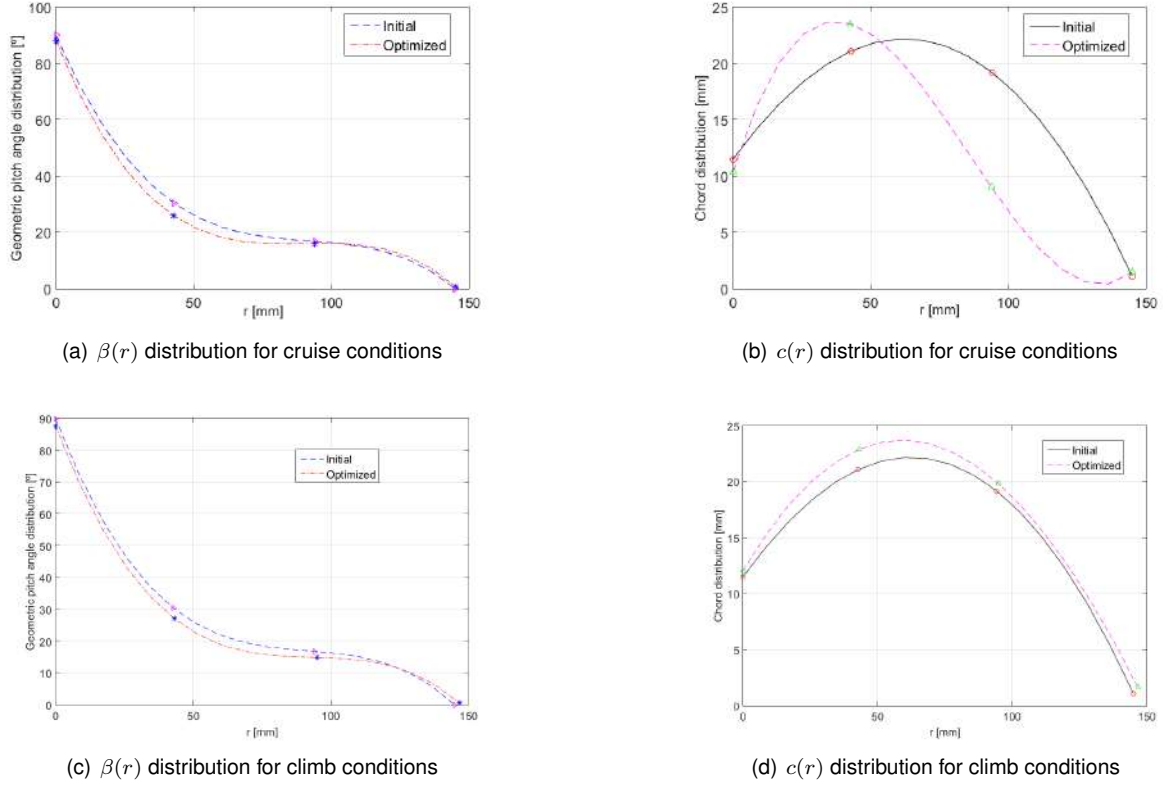 Geometric pitch angle distribution [º]
100
80
60
40
20
0
0
50
100
150
r [mm]
Initial
Optimized
(a) β(r) distribution for cruise conditions
Chord distribution [mm]
25
20
15
10
5
0
0
50
100
150
r [mm]
Initial
Optimized
(b) c(r) distribution for cruise conditions
Geometric pitch angle distribution [º]
90
80
70
60
50
40
30
20
10
0
0
50
100
150
r [mm]
Initial
Optimized
(c) β(r) distribution for climb conditions
Chord distribution [mm]
25
20
15
10
5
0
0
50
100
150
r [mm]
Initial
Optimized
(d) c(r) distribution for climb conditions